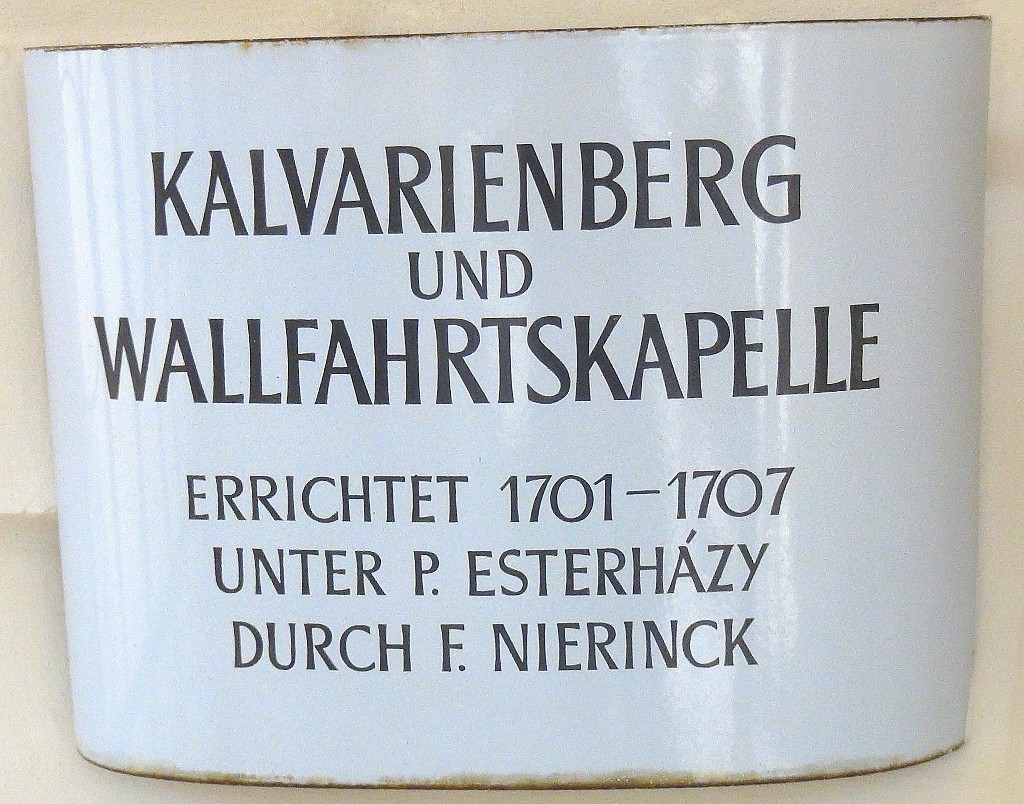 KALVARIENBERG
UND
WALLFAHRTSKAPELLE
ERRICHTET 1701–1707
UNTER P. ESTERHÁZY
DURCH F. NIERINCK